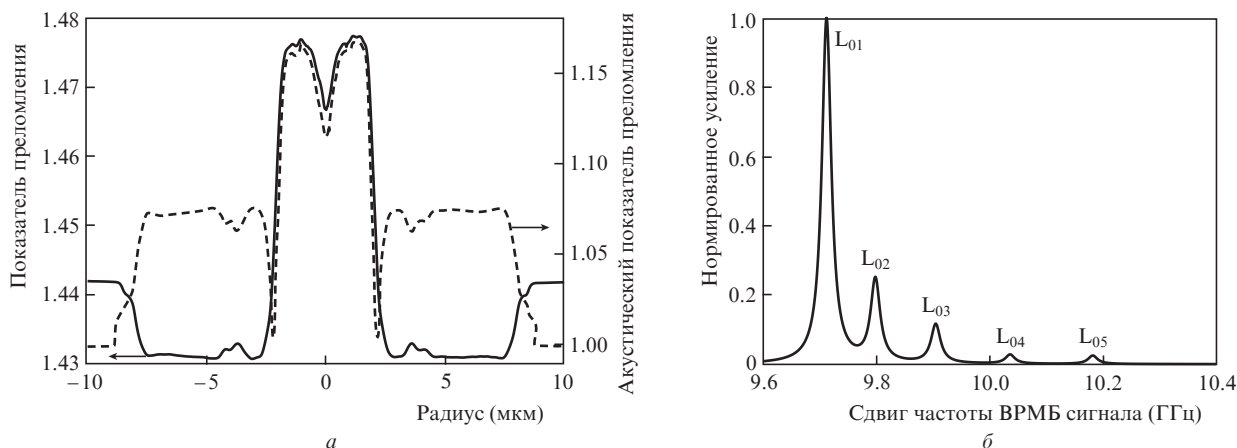 Показатель преломления
1.48
1.47
1.46
1.45
1.44
1.43
−10
−5
0
5
10
Радиус (мкм)
1.15
1.10
1.05
1.00
Акустический показатель преломления
а
Нормированное усиление
1.0
0.8
0.6
0.4
0.2
0
L01
L02
L03
L04
L05
9.6
9.8
10.0
10.2
10.4
Сдвиг частоты ВРМБ сигнала (ГГц)
б